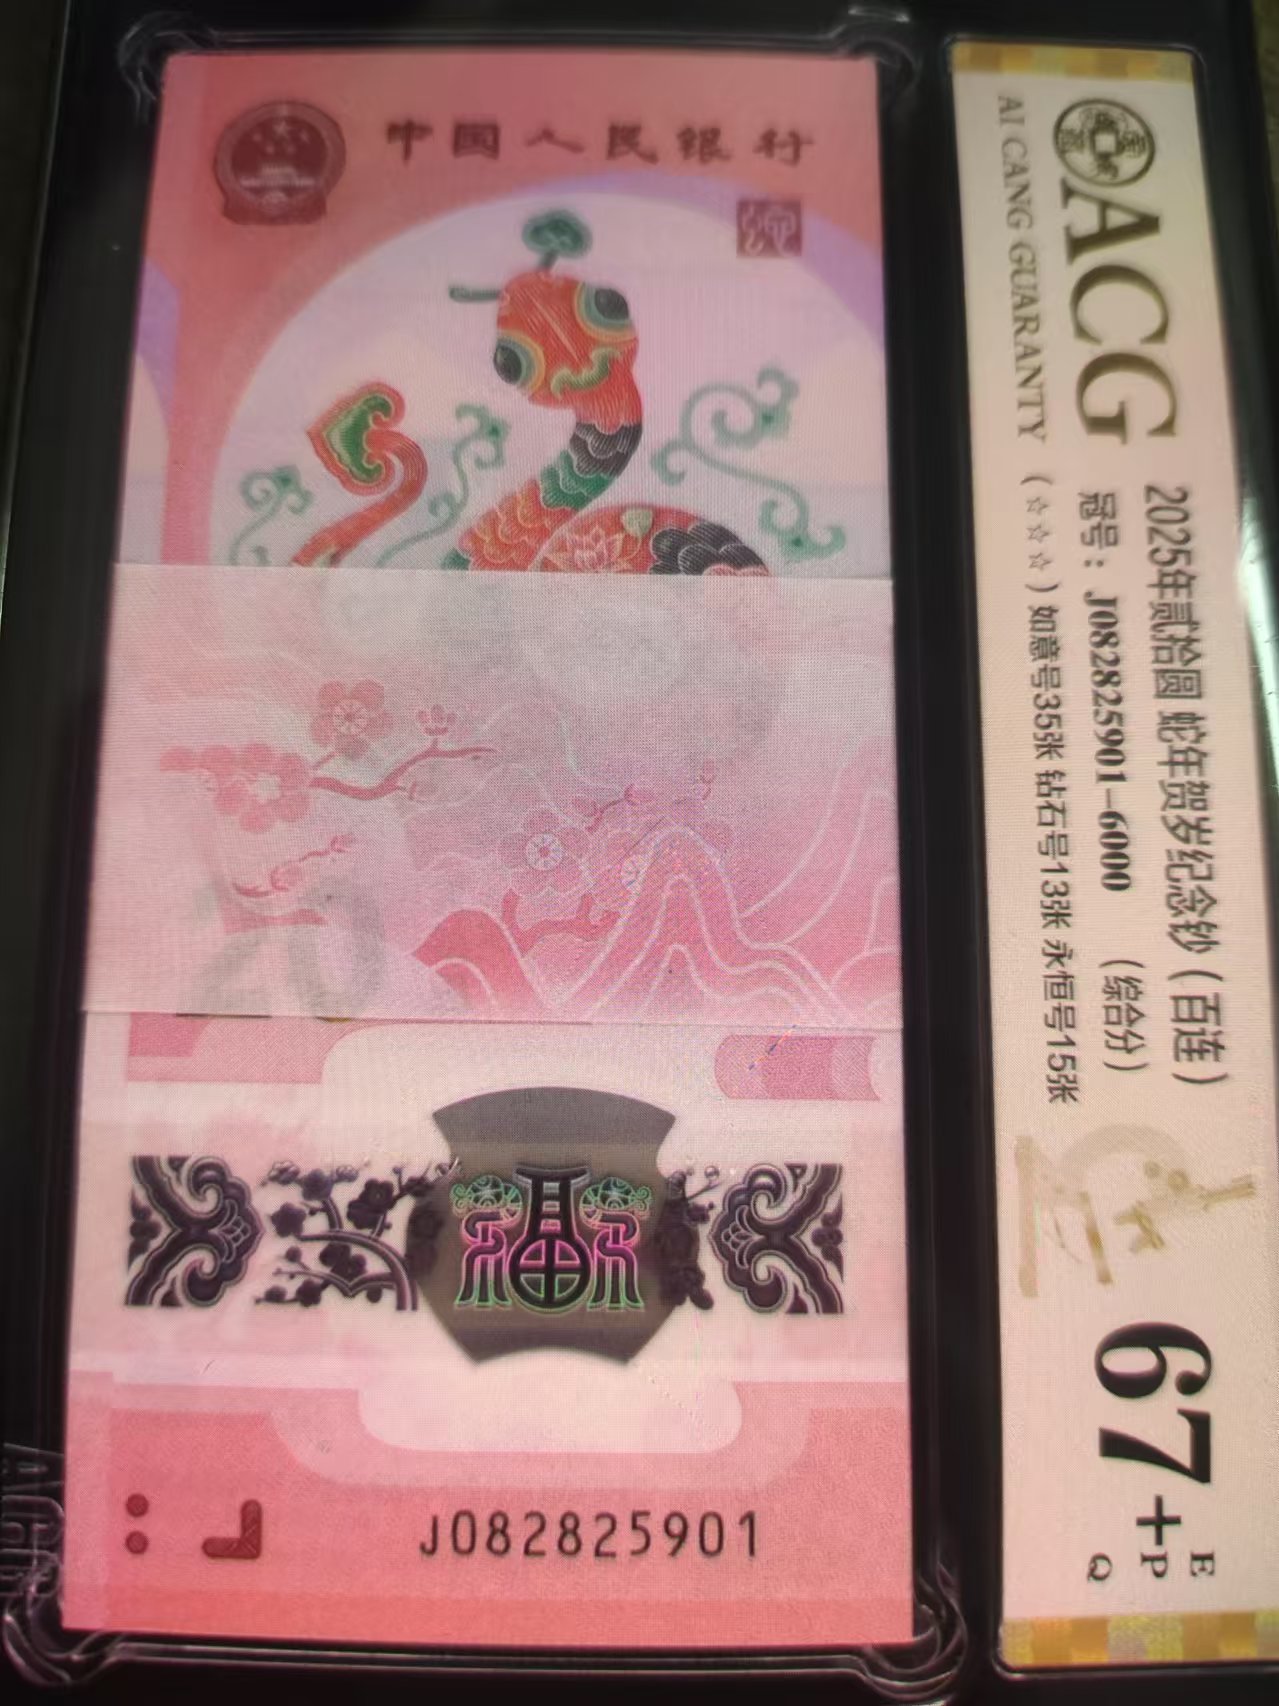 中国人民银行
J082825901
ACG
AI CANG GUARANTY
2025年贰拾圆 蛇年贺岁纪念钞（百连）
冠号：J082825901-6000 （综合分）
（☆☆☆）如意号35张 钻石号13张 永恒号15张
67+
E
P
Q